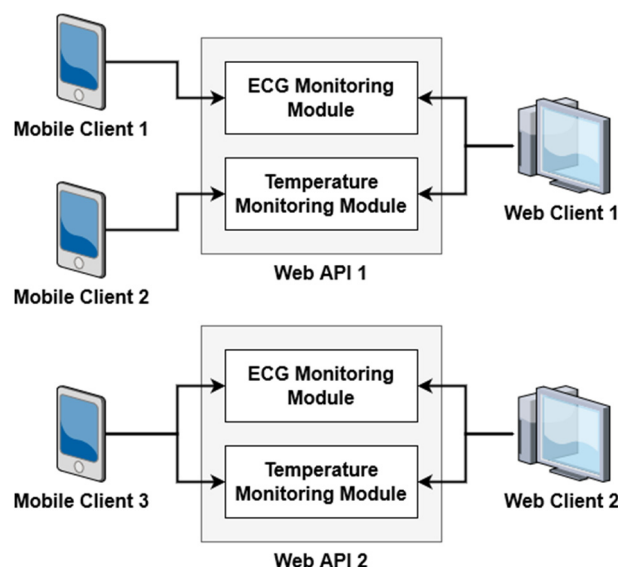 ECG Monitoring
Module
Mobile Client 1
Temperature
Monitoring Module
Web Client 1
Web API 1
Mobile Client 2
ECG Monitoring
Module
Temperature
Monitoring Module
Mobile Client 3
Web Client 2
Web API 2